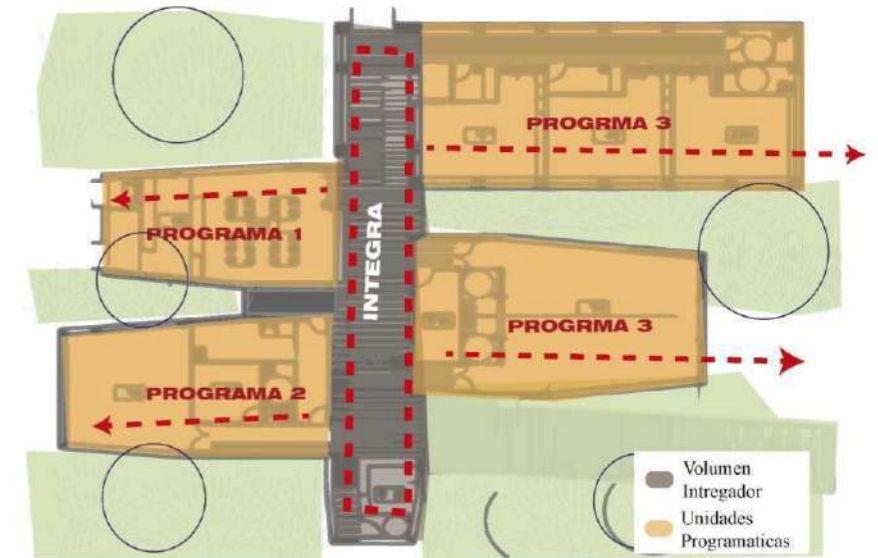 PROGRMA 3
PROGRAMA 1
INTEGRA
PROGRMA 3
PROGRAMA 2
Volumen
Intregador
Unidades
Programaticas